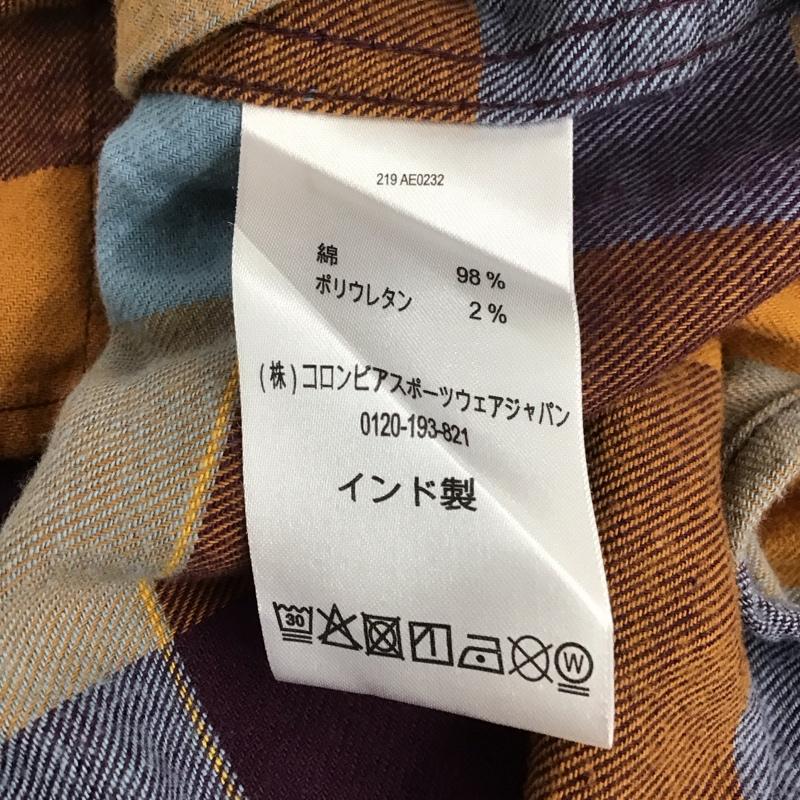 219 AE0232
綿 98 %
ポリウレタン 2 %
(株)コロンビアスポーツウェアジャパン
0120-193-821
インド製
30 W